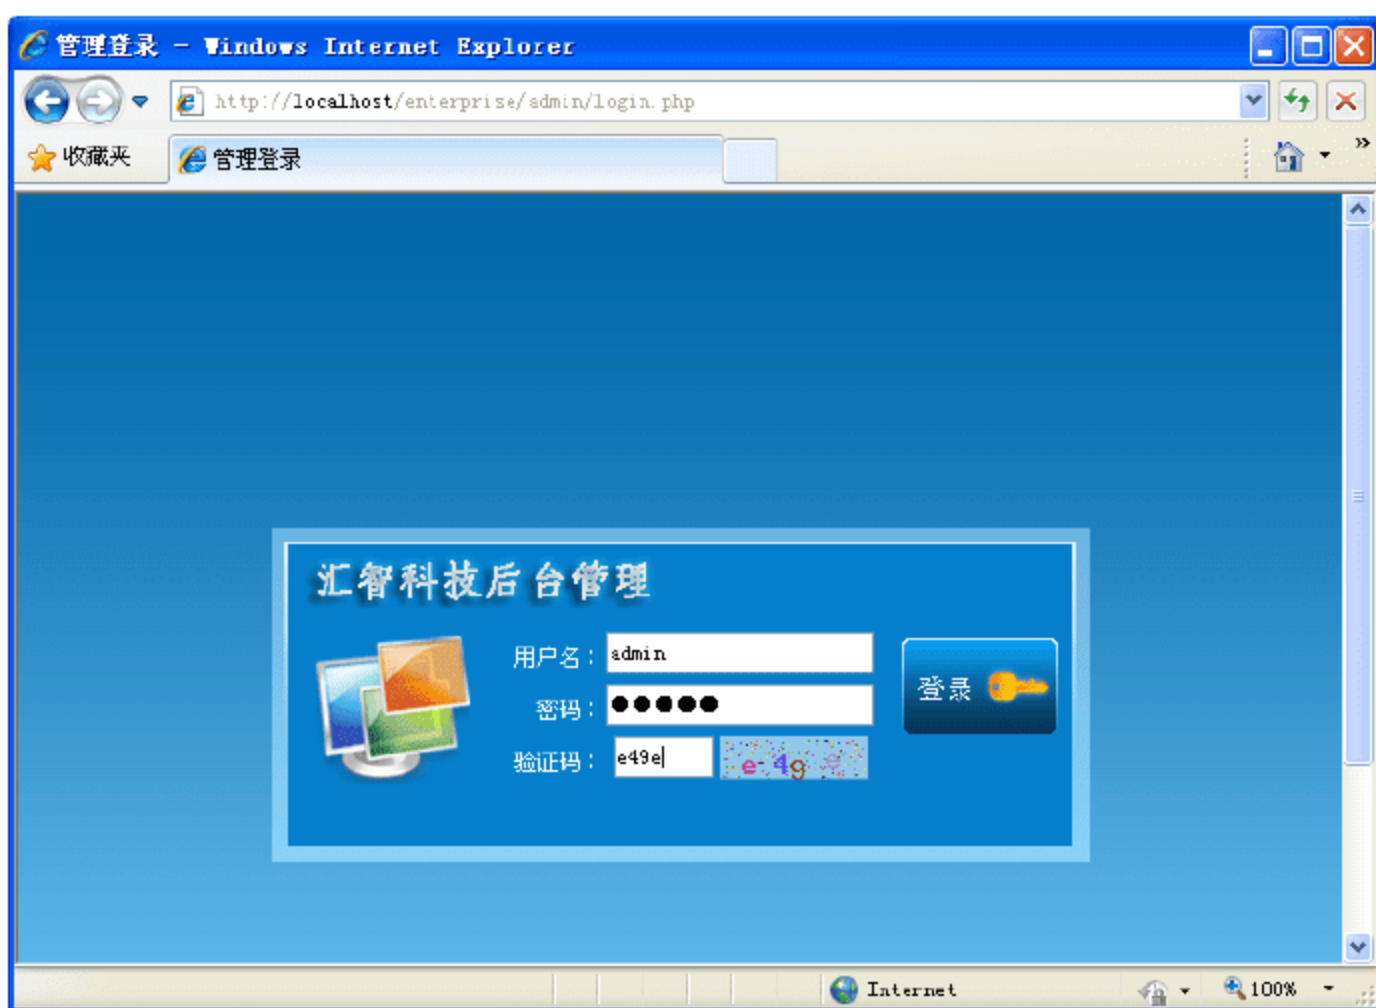 管理登录 - Windows Internet Explorer
http://localhost/enterprise/admin/login.php
收藏夹
管理登录
»
汇智科技后台管理
用户名： admin
密码： ●●●●●
登录
验证码： e49e e49e
Internet
100%